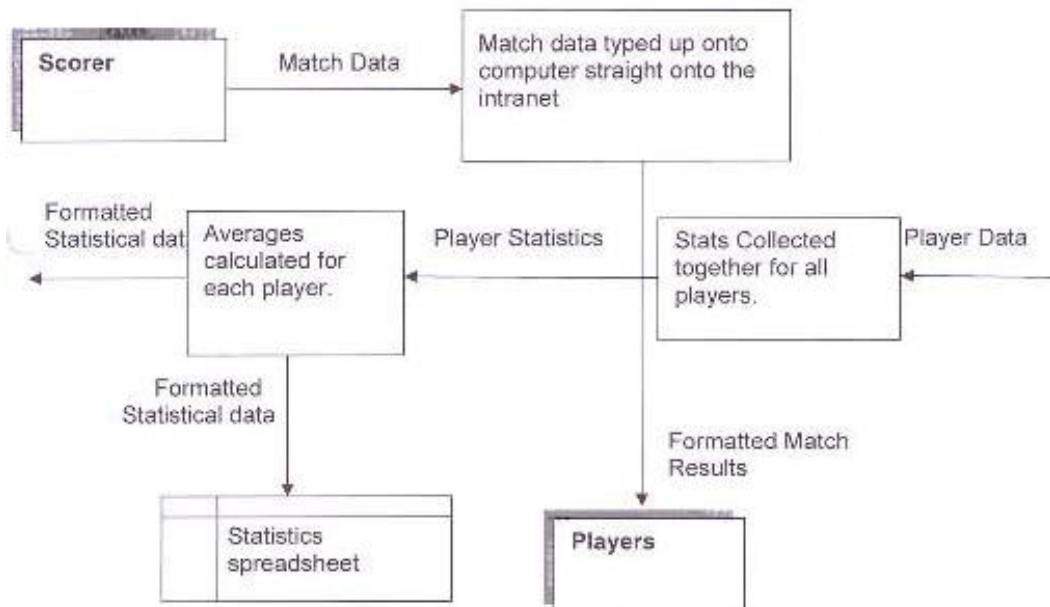 Scorer
Match Data
Match data typed up onto
computer straight onto the
intranet
Formatted
Statistical dat
Averages
calculated for
each player.
Player Statistics
Stats Collected
together for all
players.
Player Data
Formatted
Statistical data
Formatted Match
Results
Statistics
spreadsheet
Players